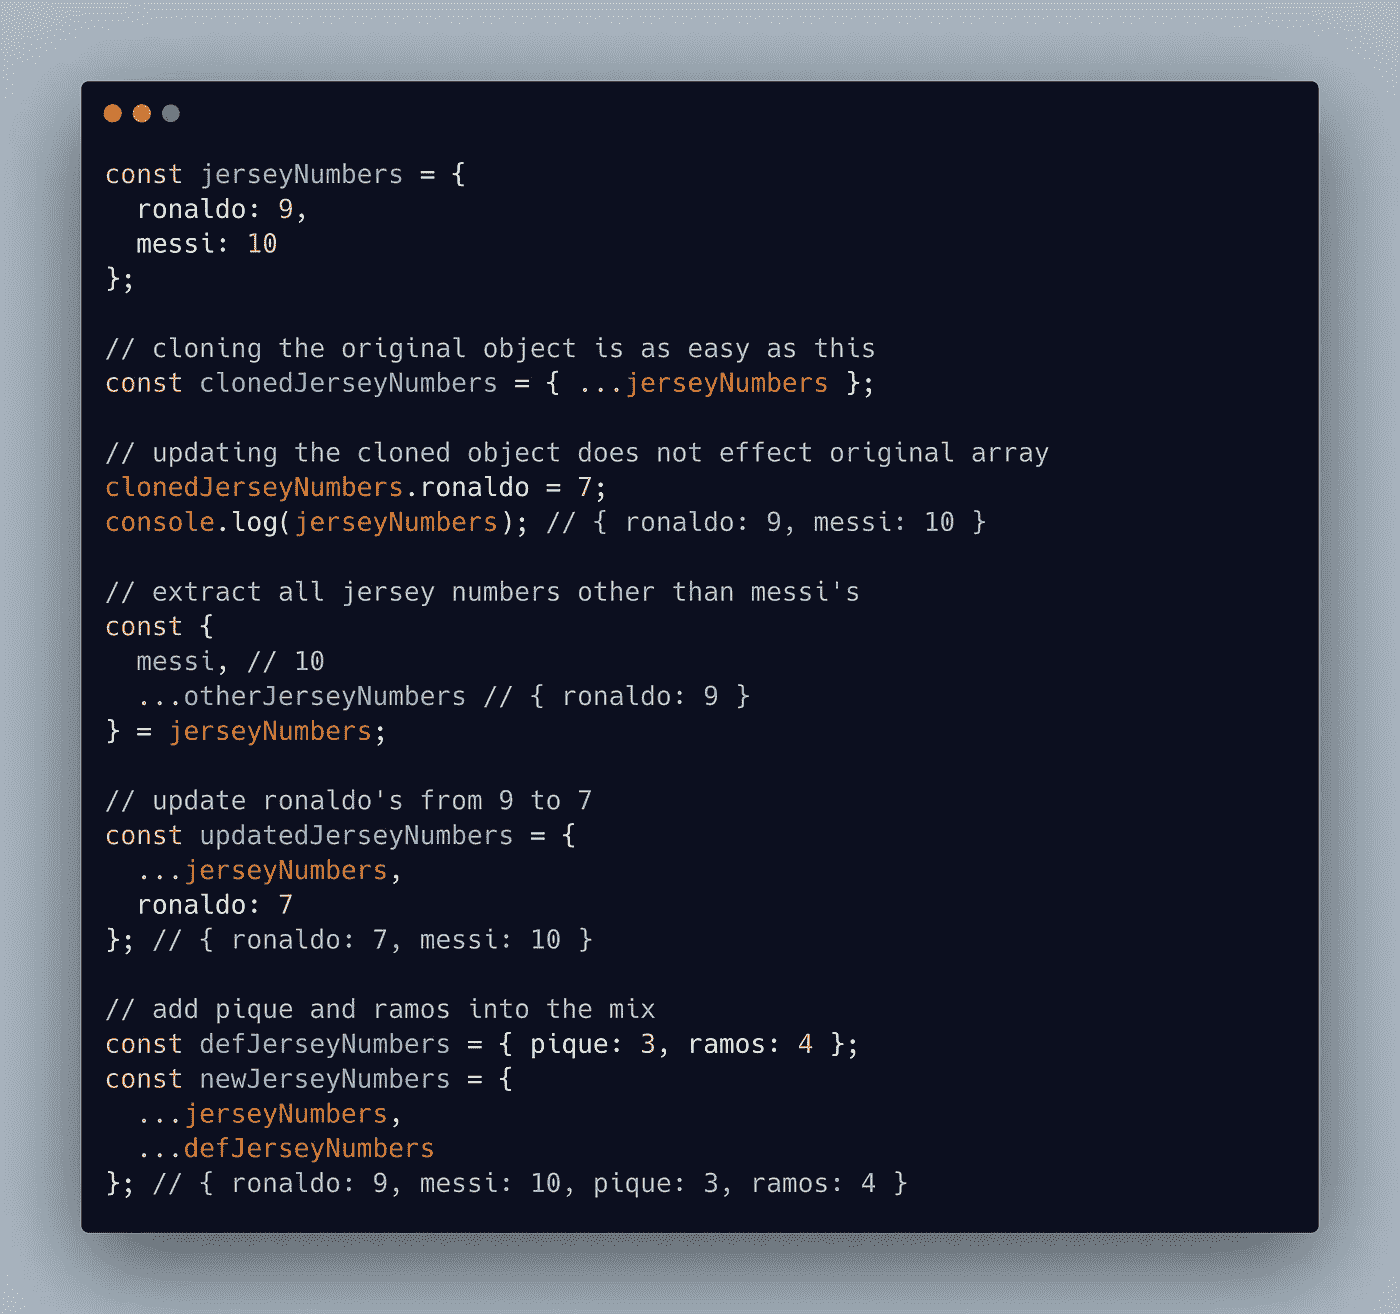 const jerseyNumbers = {
  ronaldo: 9,
  messi: 10
};

// cloning the original object is as easy as this
const clonedJerseyNumbers = { ...jerseyNumbers };

// updating the cloned object does not effect original array
clonedJerseyNumbers.ronaldo = 7;
console.log(jerseyNumbers); // { ronaldo: 9, messi: 10 }

// extract all jersey numbers other than messi's
const {
  messi, // 10
  ...otherJerseyNumbers // { ronaldo: 9 }
} = jerseyNumbers;

// update ronaldo's from 9 to 7
const updatedJerseyNumbers = {
  ...jerseyNumbers,
  ronaldo: 7
}; // { ronaldo: 7, messi: 10 }

// add pique and ramos into the mix
const defJerseyNumbers = { pique: 3, ramos: 4 };
const newJerseyNumbers = {
  ...jerseyNumbers,
  ...defJerseyNumbers
}; // { ronaldo: 9, messi: 10, pique: 3, ramos: 4 }